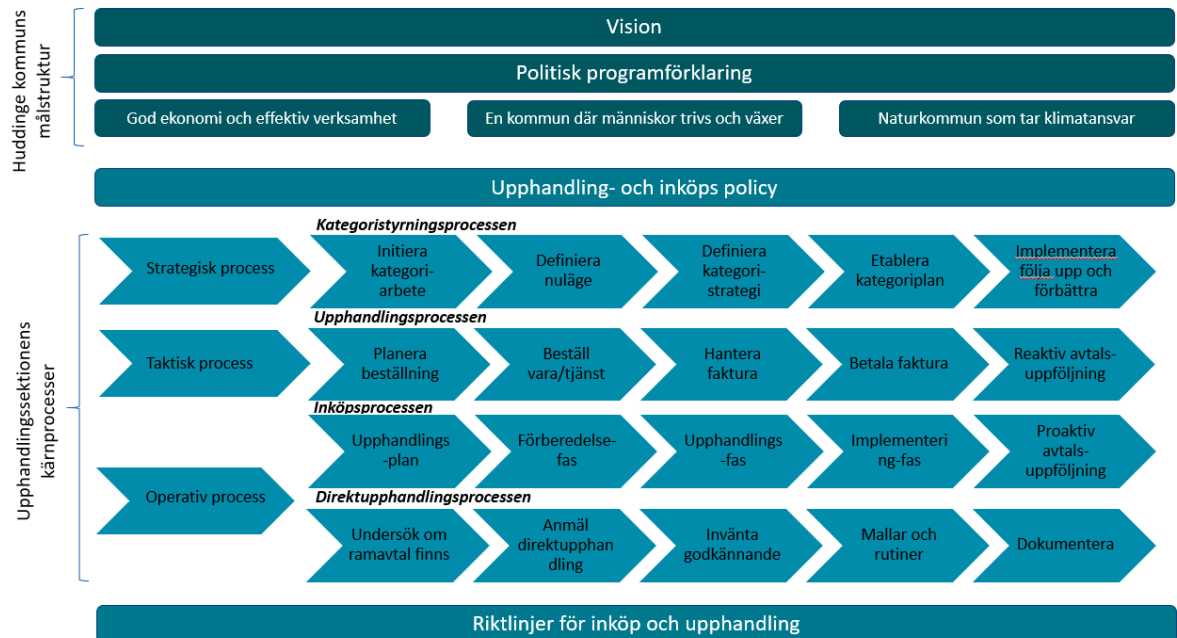 Huddinge kommuns
målstruktur
Vision
Politisk programförklaring
God ekonomi och effektiv verksamhet
En kommun där människor trivs och växer
Naturkommun som tar klimatansvar
Upphandling- och inköps policy
Upphandlingssektionens
kärnprocesser
Kategoristyrningsprocessen
Strategisk process
Initiera
kategori-
arbete
Definiera
nuläge
Definiera
kategori-
strategi
Etablera
kategoriplan
Implementera
följa upp och
förbättra
Upphandlingsprocessen
Taktisk process
Planera
beställning
Beställ
vara/tjänst
Hantera
faktura
Betala faktura
Reaktiv avtals-
uppföljning
Inköpsprocessen
Operativ process
Upphandlings
-plan
Förberedelse-
fas
Upphandlings
-fas
Implementeri
ng-fas
Proaktiv
avtals-
uppföljning
Direktupphandlingsprocessen
Undersök om
ramavtal finns
Anmäl
direktupphan
dling
Invänta
godkännande
Mallar och
rutiner
Dokumentera
Riktlinjer för inköp och upphandling